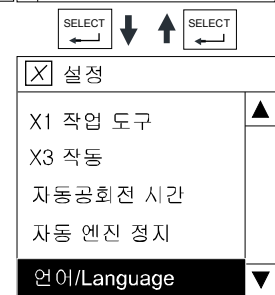 SELECT SELECT
X 설정
X1 작업 도구
X3 작동
자동공회전 시간
자동 엔진 정지
언어/Language